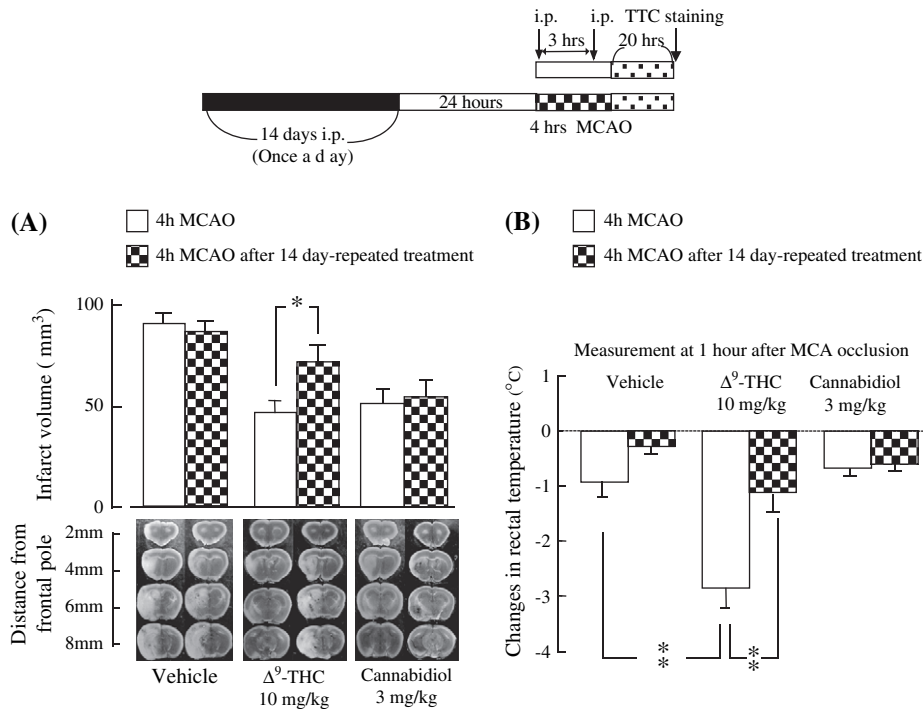 i.p. i.p. TTC staining
3 hrs 20 hrs
24 hours
4 hrs MCAO
14 days i.p.
(Once a d ay)
(A)
4h MCAO
4h MCAO after 14 day-repeated treatment
Infarct volume ( mm³)
100
50
0
*
Distance from
frontal pole
2mm
4mm
6mm
8mm
Vehicle
Δ⁹-THC
10 mg/kg
Cannabidiol
3 mg/kg
(B)
4h MCAO
4h MCAO after 14 day-repeated treatment
Measurement at 1 hour after MCA occlusion
Vehicle
Δ⁹-THC
10 mg/kg
Cannabidiol
3 mg/kg
Changes in rectal temperature (°C)
1
0
-1
-2
-3
-4
**
**